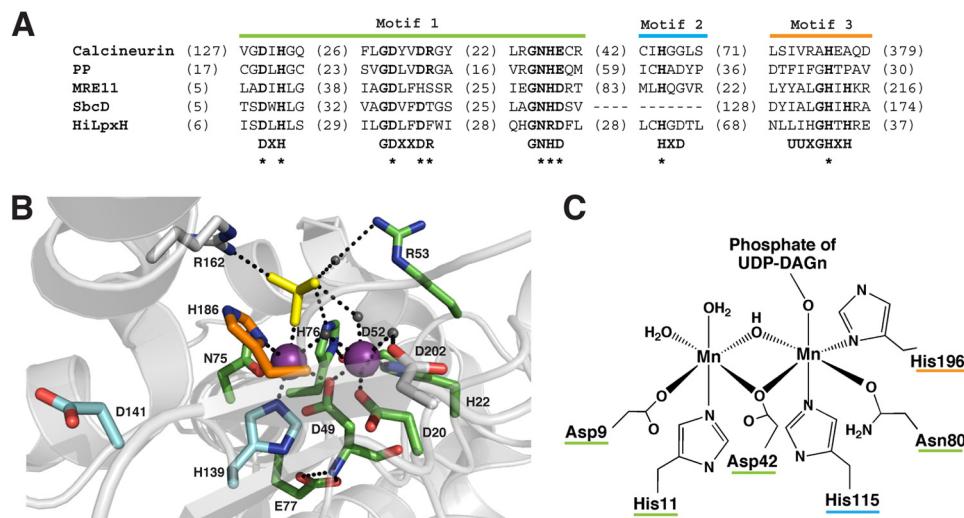 A
Motif 1 Motif 2 Motif 3
Calcineurin (127) VGDIHGQ (26) FLGDYVDRGY (22) LRGNHECR (42) CIHGGLS (71) LSIVRAHEAQD (379)
PP (17) CGDLHGC (23) SVGDLVDRGA (16) VRGNHEQM (59) ICHADYP (36) DTFIFGHTPAV (30)
MRE11 (5) LADIHLG (38) IAGDLFHSSR (25) IEGNHDRT (83) MLHQGVR (22) LYYALGHIHKR (216)
SbcD (5) TSDWHLG (32) VAGDVFDTGS (25) LAGNHDSV ---- ------- (128) DYIALGHIHRA (174)
HiLpxH (6) ISDLHLS (29) ILGDLFDFWI (28) QHGNRDFL (28) LCHGDTL (68) NLLIHGHTHRE (37)
DXH GDXXDR GNHD HXD UUXGHXH
* * * ** *** * *
B
R162
R53
H186
H76
D52
N75
D202
H22
D141
D49
D20
H139
E77
C
Phosphate of
UDP-DAGn
O
OH2
H
H2O
O
N
N
Mn
Mn
His196
O
O
O
O
O
N
N
H2N
Asp9
Asn80
N
Asp42
N
His11
His115